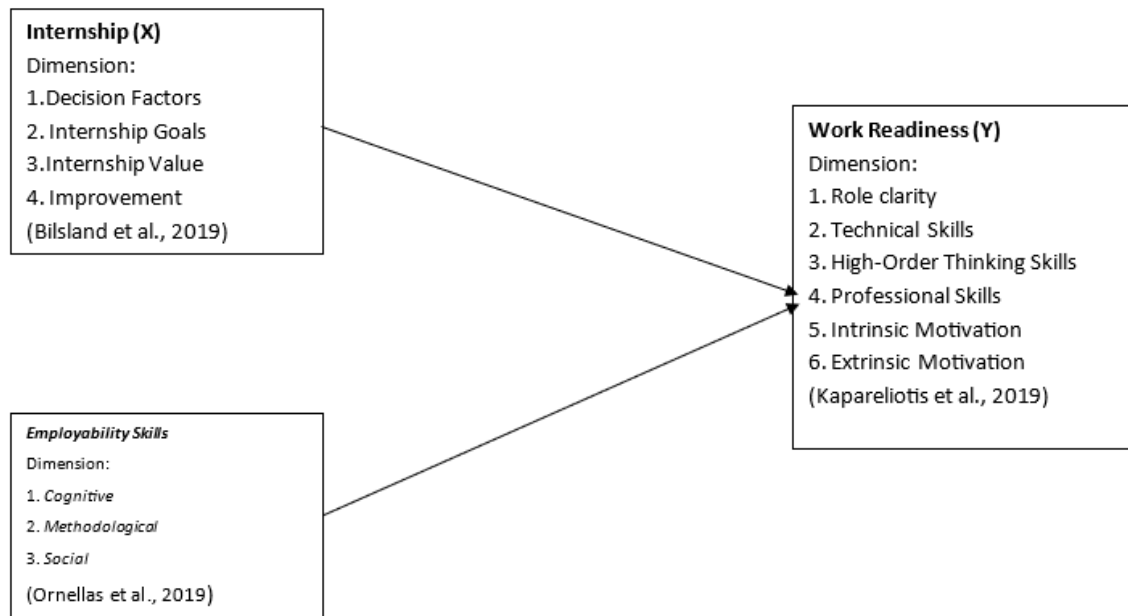 Internship (X)
Dimension:
1.Decision Factors
2. Internship Goals
3.Internship Value
4. Improvement
(Bilsland et al., 2019)
Work Readiness (Y)
Dimension:
1. Role clarity
2. Technical Skills
3. High-Order Thinking Skills
4. Professional Skills
5. Intrinsic Motivation
6. Extrinsic Motivation
(Kapareliotis et al., 2019)
Employability Skills
Dimension:
1. Cognitive
2. Methodological
3. Social
(Ornellas et al., 2019)